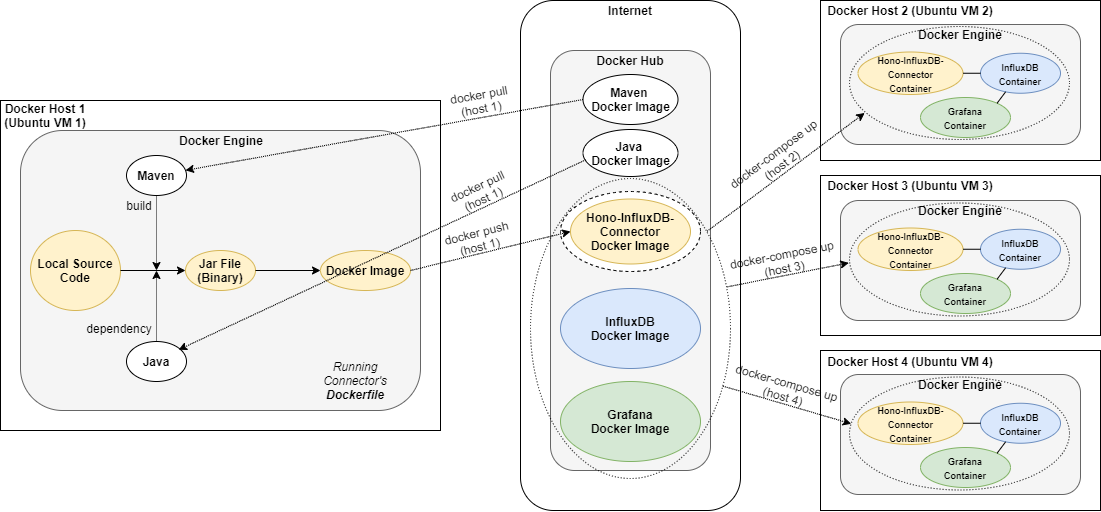 Docker Host 1
(Ubuntu VM 1)
Docker Engine
Maven
build
Local Source
Code
Jar File
(Binary)
Docker Image
dependency
Java
Running
Connector's
Dockerfile
docker pull
(host 1)
docker pull
(host 1)
docker push
(host 1)
Internet
Docker Hub
Maven
Docker Image
Java
Docker Image
Hono-InfluxDB-
Connector
Docker Image
InfluxDB
Docker Image
Grafana
Docker Image
docker-compose up
(host 2)
docker-compose up
(host 3)
docker-compose up
(host 4)
Docker Host 2 (Ubuntu VM 2)
Docker Engine
Hono-InfluxDB-
Connector
Container
InfluxDB
Container
Grafana
Container
Docker Host 3 (Ubuntu VM 3)
Docker Engine
Hono-InfluxDB-
Connector
Container
InfluxDB
Container
Grafana
Container
Docker Host 4 (Ubuntu VM 4)
Docker Engine
Hono-InfluxDB-
Connector
Container
InfluxDB
Container
Grafana
Container